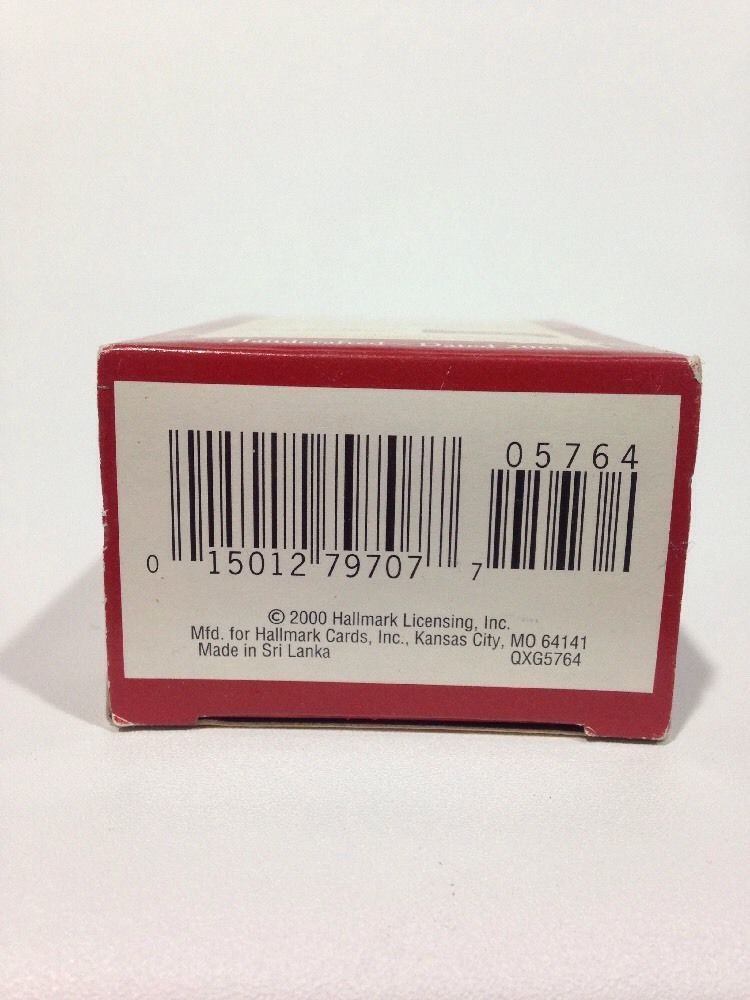 Handcrafted
05764
0 15012 79707 7
© 2000 Hallmark Licensing, Inc.
Mfd. for Hallmark Cards, Inc., Kansas City, MO 64141
Made in Sri Lanka QXG5764